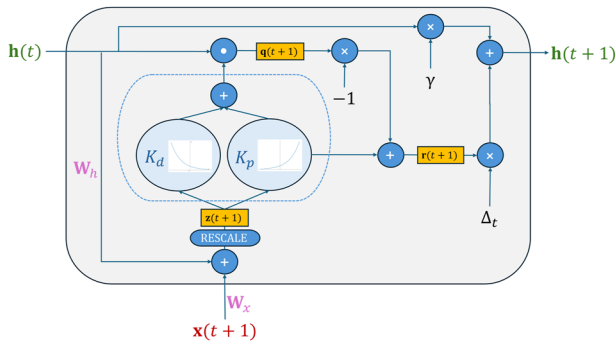 ×
γ
h(t)
•
q(t+1)
×
−1
+
h(t+1)
+
K_d
K_p
+
r(t+1)
×
Δ_t
W_h
z(t+1)
RESCALE
+
W_x
x(t+1)